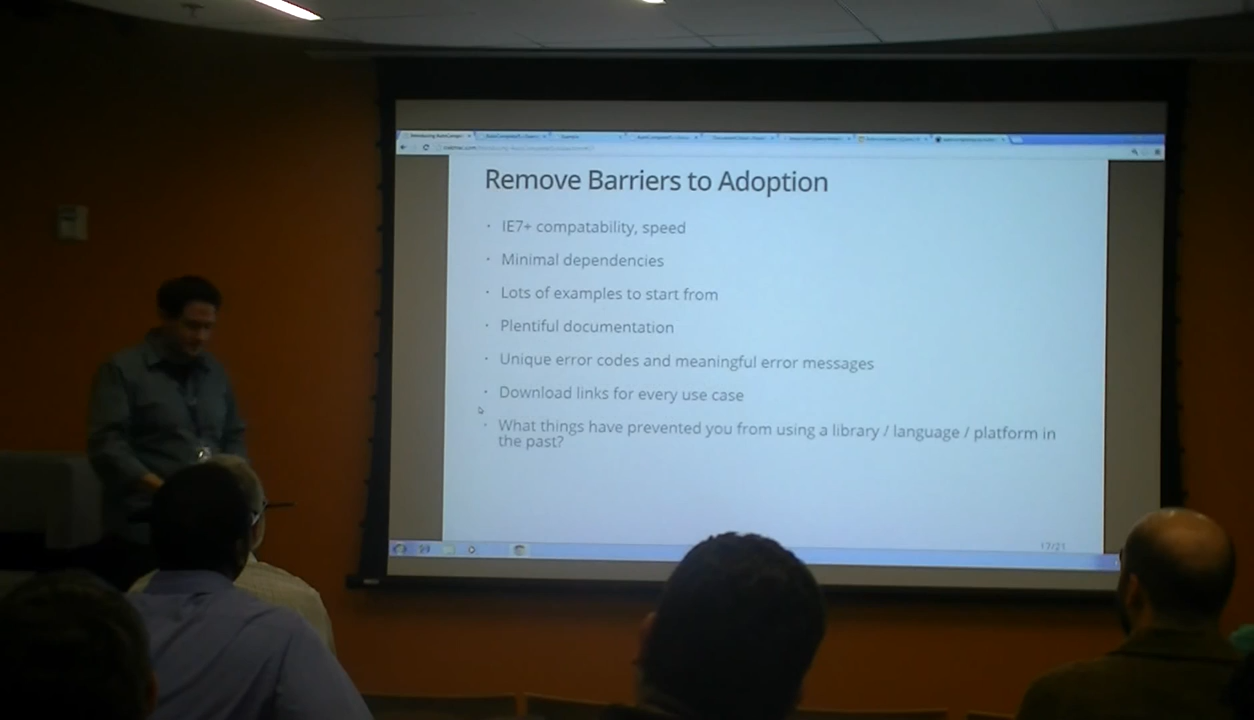 Remove Barriers to Adoption
· IE7+ compatability, speed
· Minimal dependencies
· Lots of examples to start from
· Plentiful documentation
· Unique error codes and meaningful error messages
· Download links for every use case
· What things have prevented you from using a library / language / platform in
the past?
17/21